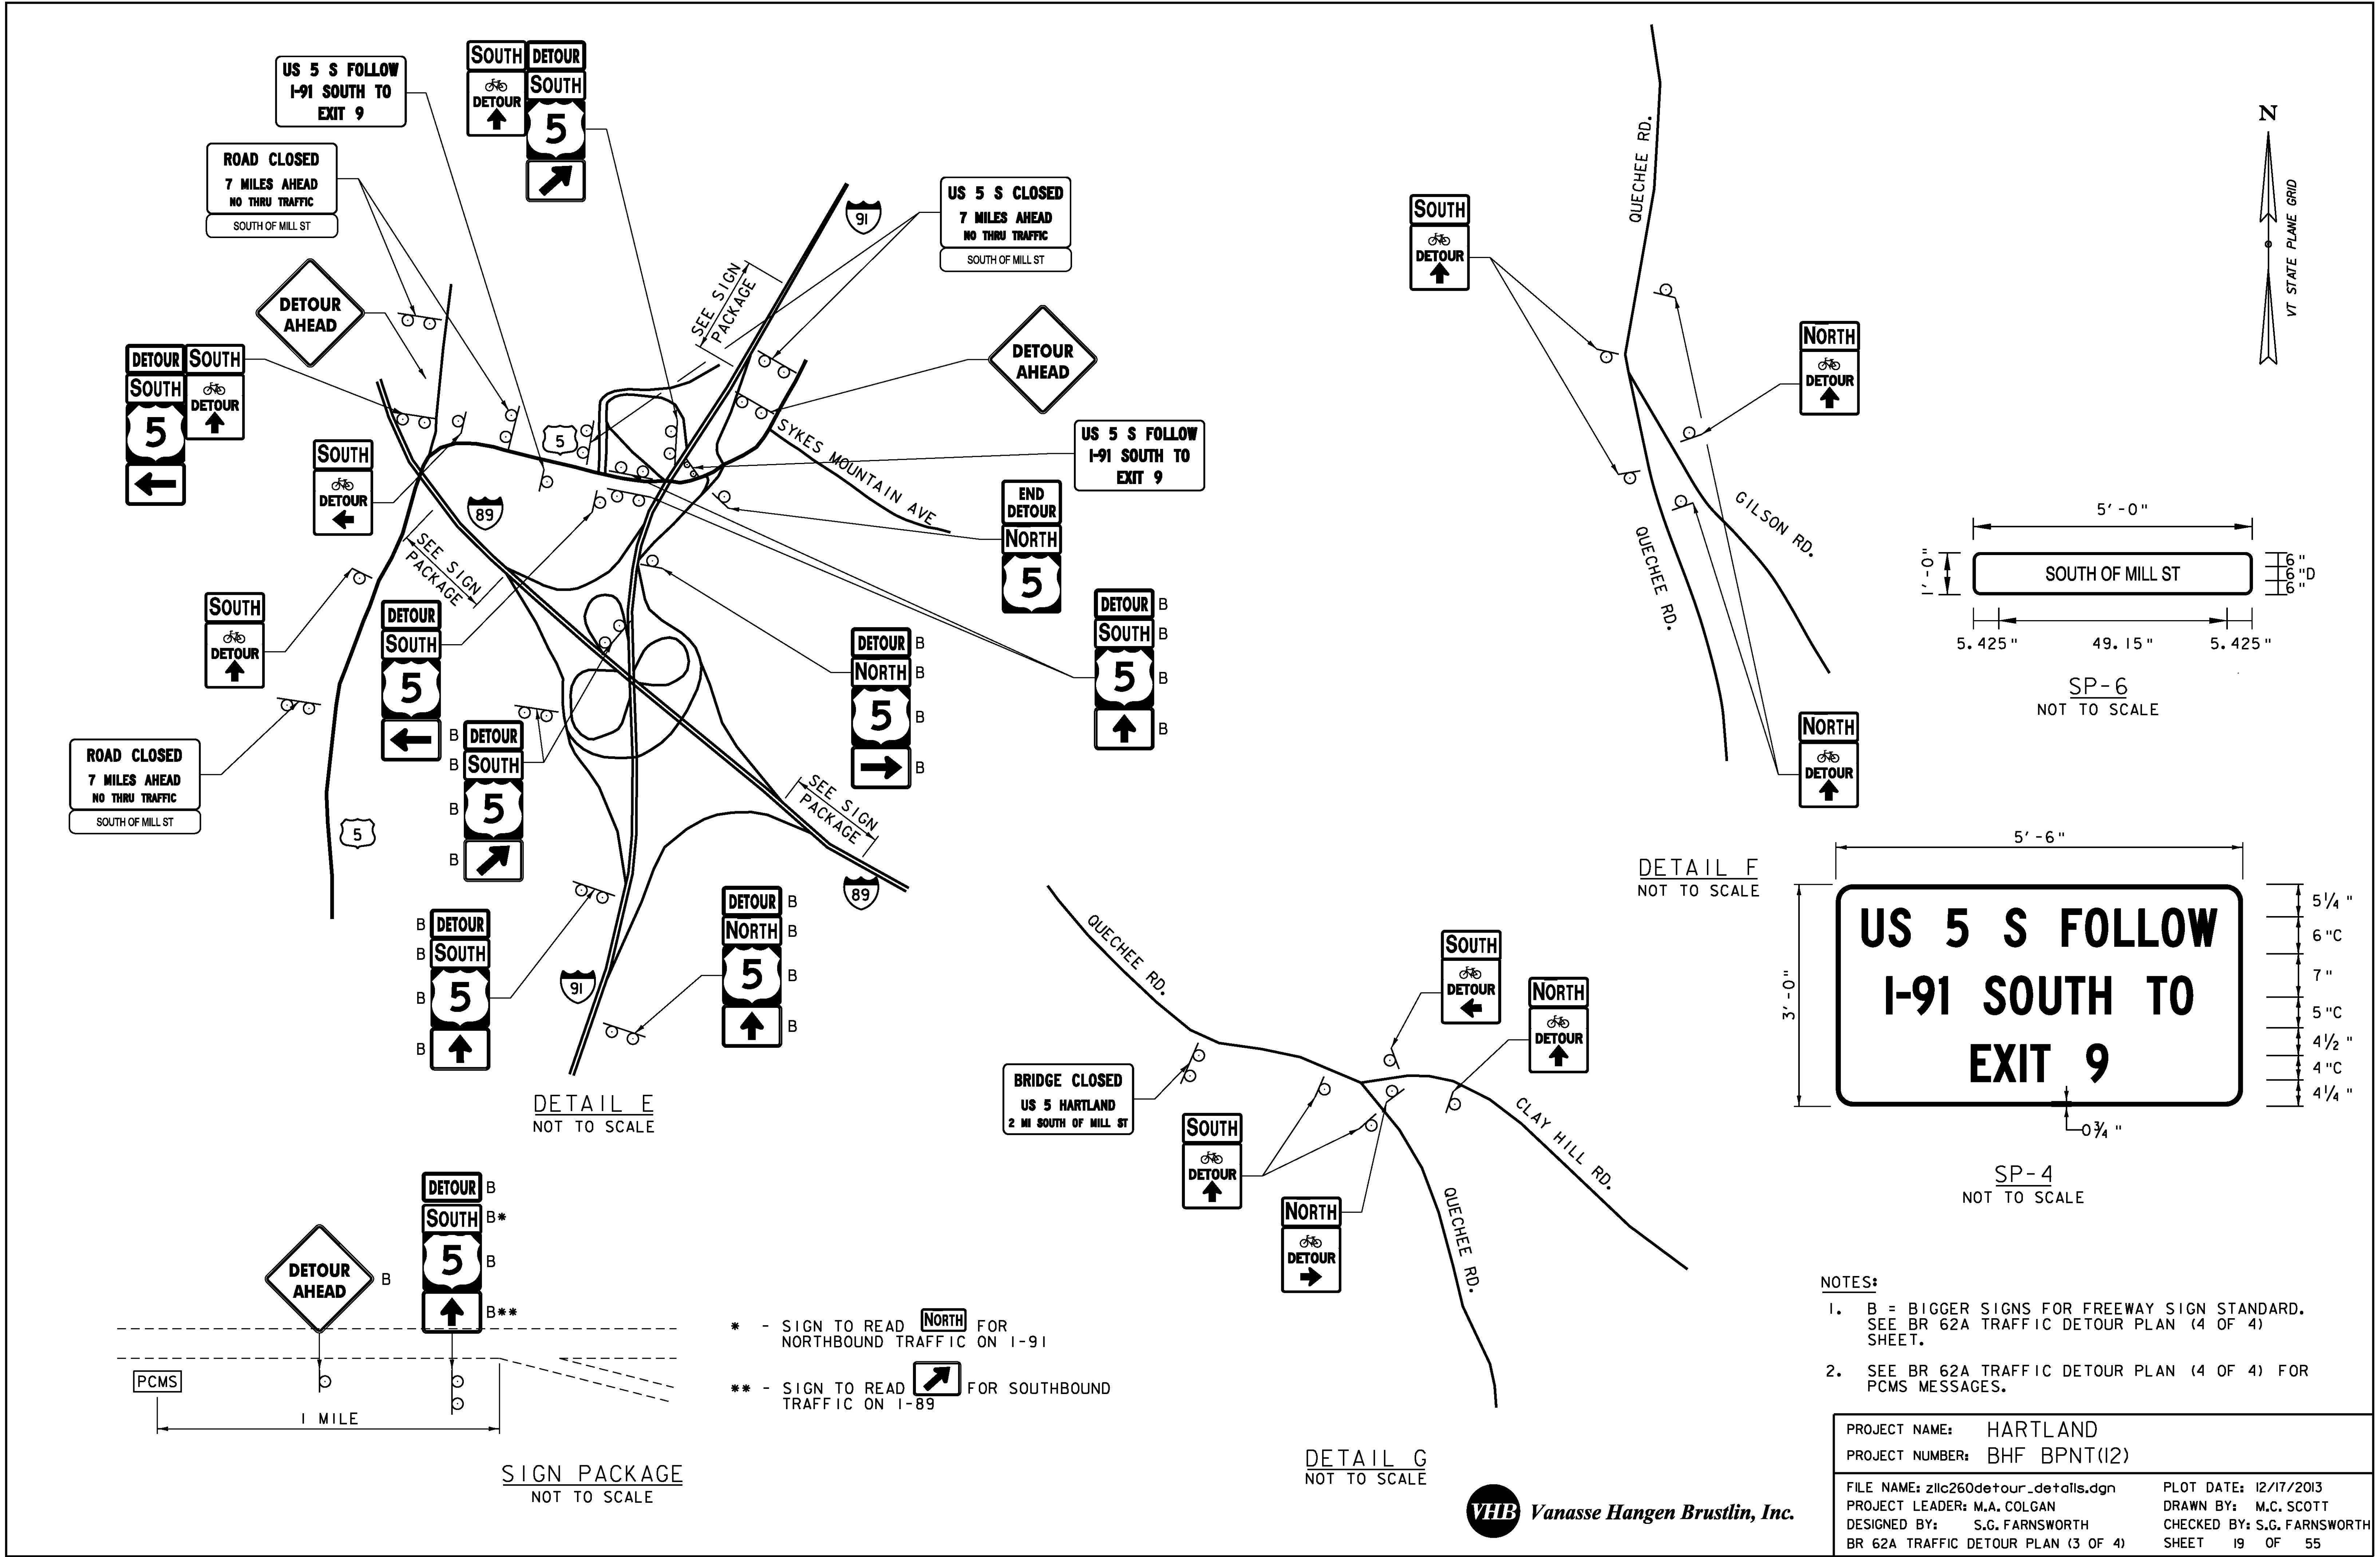 US 5 S FOLLOW
I-91 SOUTH TO
EXIT 9
SOUTH
DETOUR
DETOUR
SOUTH
5
ROAD CLOSED
7 MILES AHEAD
NO THRU TRAFFIC
SOUTH OF MILL ST
DETOUR
AHEAD
91
US 5 S CLOSED
7 MILES AHEAD
NO THRU TRAFFIC
SOUTH OF MILL ST
SEE SIGN
PACKAGE
DETOUR
AHEAD
DETOUR
SOUTH
5
SOUTH
DETOUR
SOUTH
DETOUR
5
89
SYKES MOUNTAIN AVE
US 5 S FOLLOW
I-91 SOUTH TO
EXIT 9
END
DETOUR
NORTH
5
SEE SIGN
PACKAGE
SOUTH
DETOUR
DETOUR
SOUTH
5
DETOUR B
SOUTH B
5 B
B
DETOUR B
NORTH B
5 B
B
B DETOUR
B SOUTH
B 5
B
ROAD CLOSED
7 MILES AHEAD
NO THRU TRAFFIC
SOUTH OF MILL ST
5
SEE SIGN
PACKAGE
89
B DETOUR
B SOUTH
B 5
B
91
DETOUR B
NORTH B
5 B
B
DETAIL E
NOT TO SCALE
QUECHEE RD.
SOUTH
DETOUR
NORTH
DETOUR
GILSON RD.
QUECHEE RD.
NORTH
DETOUR
DETAIL F
NOT TO SCALE
N
VT STATE PLANE GRID
5'-0"
1'-0"
SOUTH OF MILL ST
6"
6"D
6"
5.425" 49.15" 5.425"
SP-6
NOT TO SCALE
5'-6"
3'-0"
US 5 S FOLLOW
I-91 SOUTH TO
EXIT 9
5¼"
6"C
7"
5"C
4½"
4"C
4¼"
0¾"
SP-4
NOT TO SCALE
QUECHEE RD.
SOUTH
DETOUR
NORTH
DETOUR
BRIDGE CLOSED
US 5 HARTLAND
2 MI SOUTH OF MILL ST
SOUTH
DETOUR
CLAY HILL RD.
NORTH
DETOUR
QUECHEE RD.
DETAIL G
NOT TO SCALE
DETOUR B
SOUTH B*
5 B
B**
DETOUR
AHEAD
B
PCMS
1 MILE
SIGN PACKAGE
NOT TO SCALE
* - SIGN TO READ NORTH FOR
NORTHBOUND TRAFFIC ON I-91
** - SIGN TO READ FOR SOUTHBOUND
TRAFFIC ON I-89
NOTES:
1. B = BIGGER SIGNS FOR FREEWAY SIGN STANDARD.
SEE BR 62A TRAFFIC DETOUR PLAN (4 OF 4)
SHEET.
2. SEE BR 62A TRAFFIC DETOUR PLAN (4 OF 4) FOR
PCMS MESSAGES.
VHB Vanasse Hangen Brustlin, Inc.
PROJECT NAME: HARTLAND
PROJECT NUMBER: BHF BPNT(12)
FILE NAME: z11c260detour_details.dgn PLOT DATE: 12/17/2013
PROJECT LEADER: M.A. COLGAN DRAWN BY: M.C. SCOTT
DESIGNED BY: S.G. FARNSWORTH CHECKED BY: S.G. FARNSWORTH
BR 62A TRAFFIC DETOUR PLAN (3 OF 4) SHEET 19 OF 55